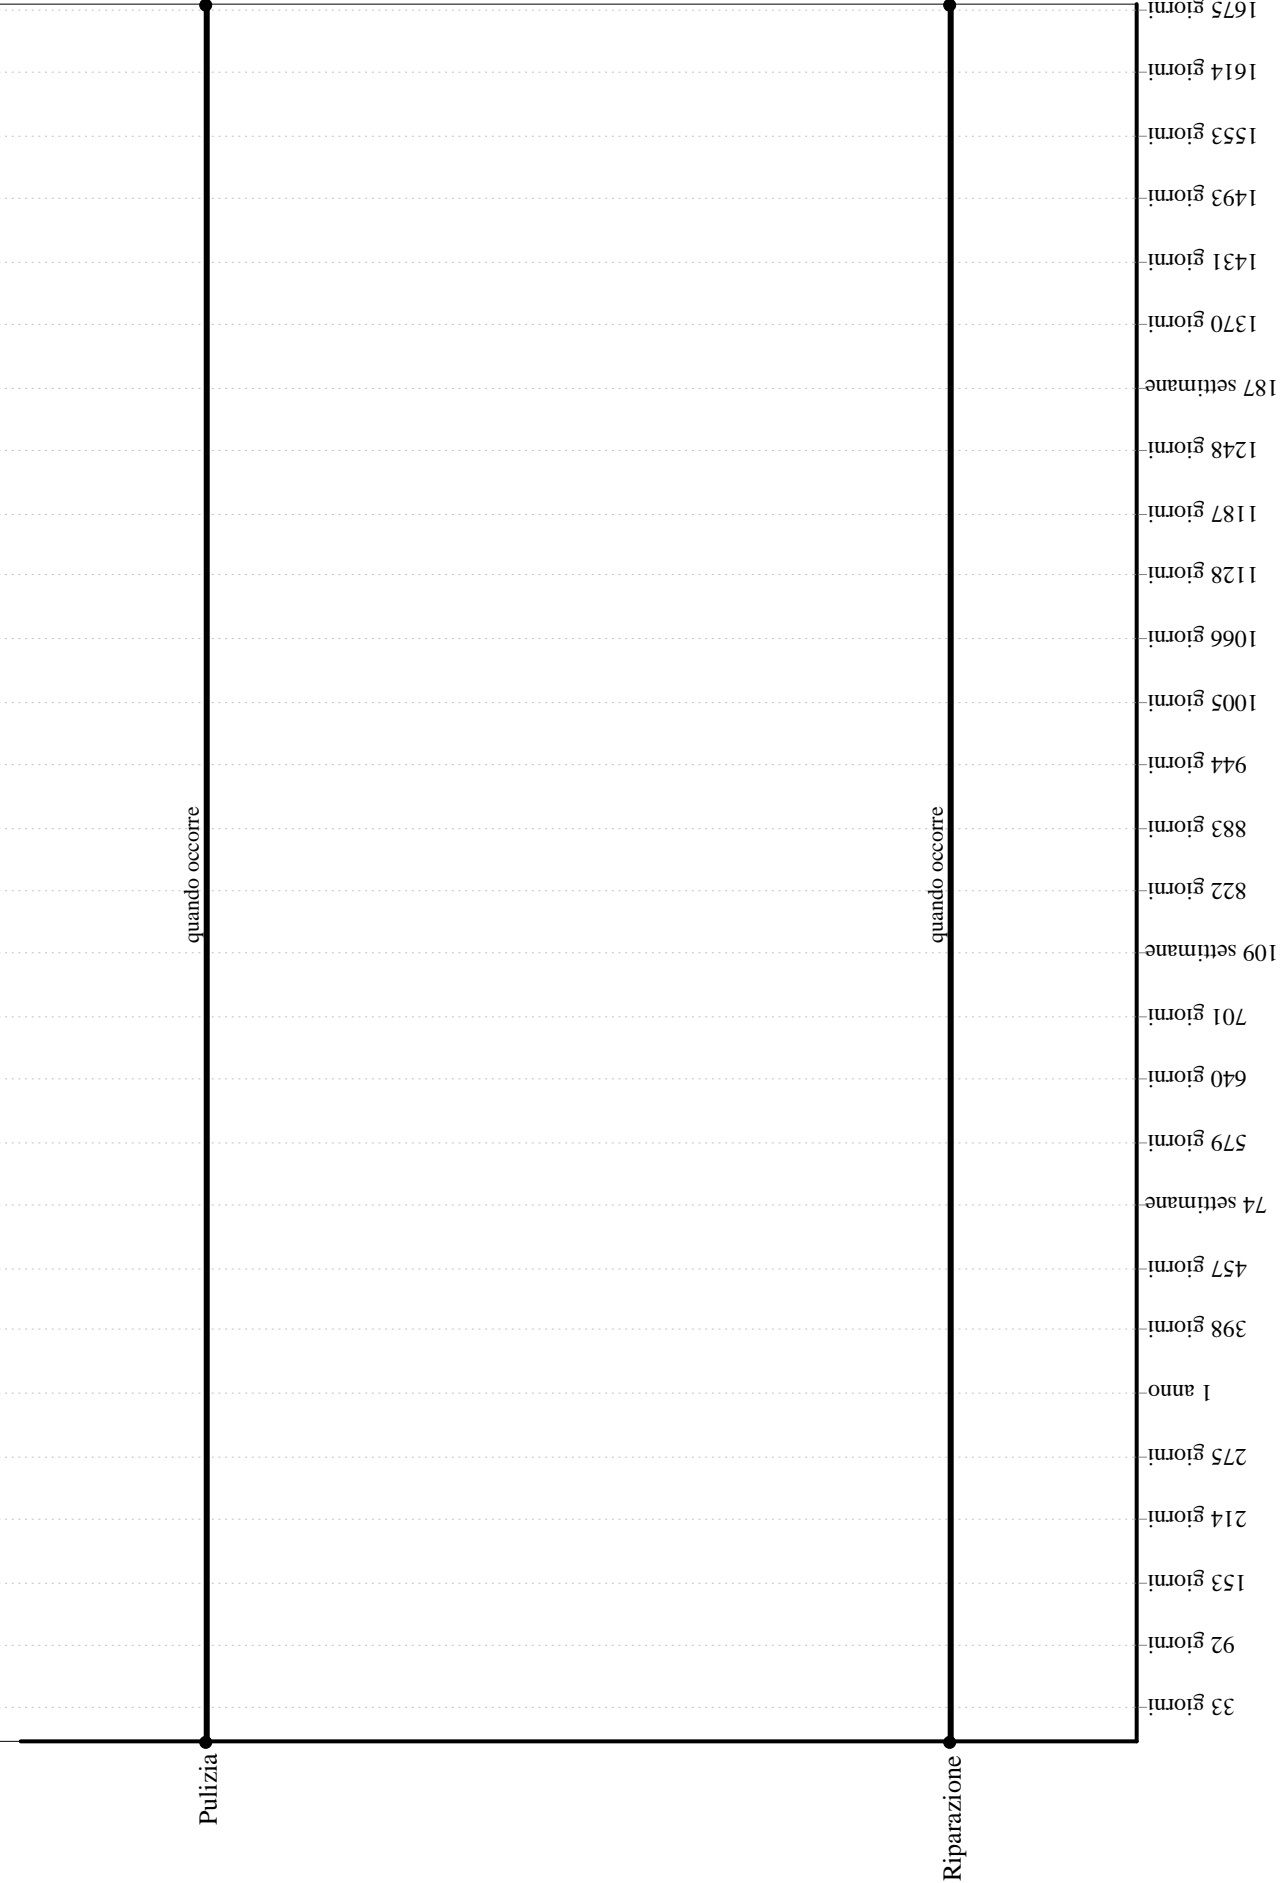 1675 giorni
1614 giorni
1553 giorni
1493 giorni
1431 giorni
1370 giorni
187 settimane
1248 giorni
1187 giorni
1128 giorni
1066 giorni
1005 giorni
944 giorni
883 giorni
822 giorni
109 settimane
701 giorni
640 giorni
579 giorni
74 settimane
457 giorni
398 giorni
1 anno
275 giorni
214 giorni
153 giorni
92 giorni
33 giorni
quando occorre
quando occorre
Pulizia
Riparazione